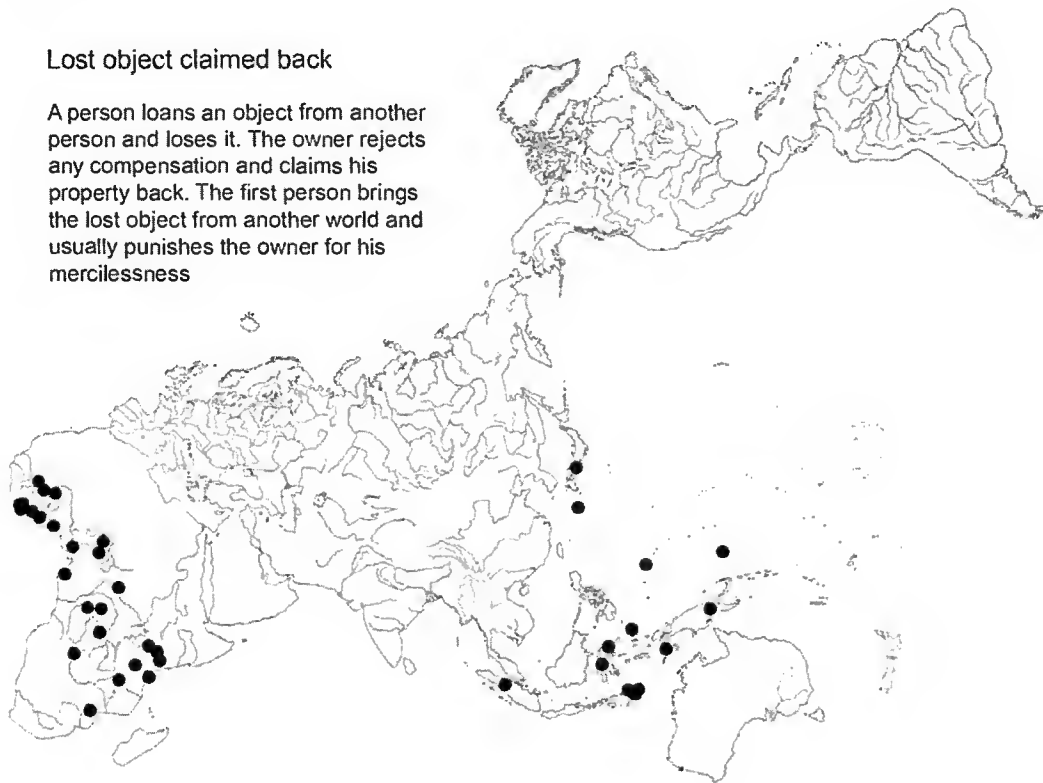 Lost object claimed back
A person loans an object from another
person and loses it. The owner rejects
any compensation and claims his
property back. The first person brings
the lost object from another world and
usually punishes the owner for his
mercilessness